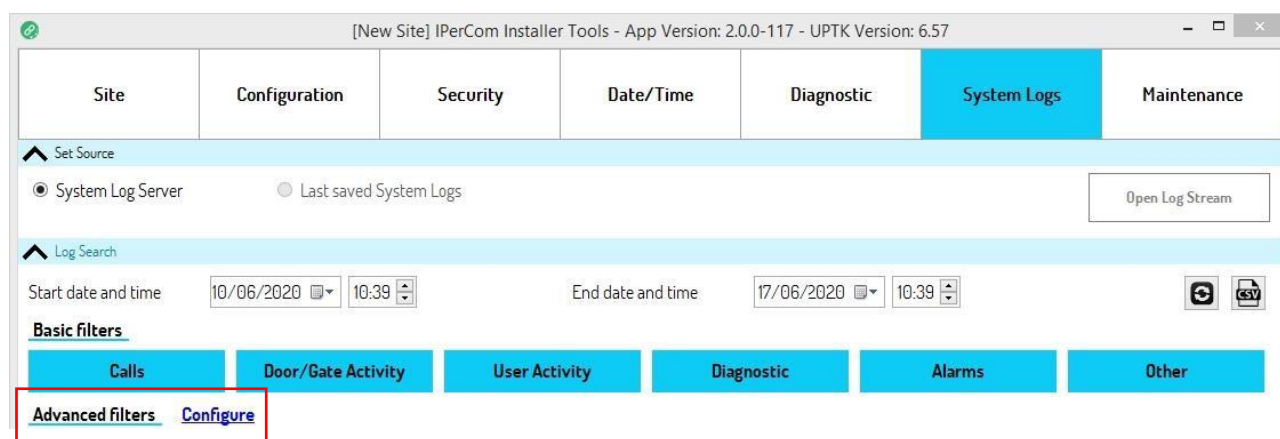 [New Site] IPerCom Installer Tools - App Version: 2.0.0-117 - UPTK Version: 6.57
Site Configuration Security Date/Time Diagnostic System Logs Maintenance
Set Source
System Log Server Last saved System Logs Open Log Stream
Log Search
Start date and time 10/06/2020 10:39 End date and time 17/06/2020 10:39 CSV
Basic filters
Calls Door/Gate Activity User Activity Diagnostic Alarms Other
Advanced filters Configure